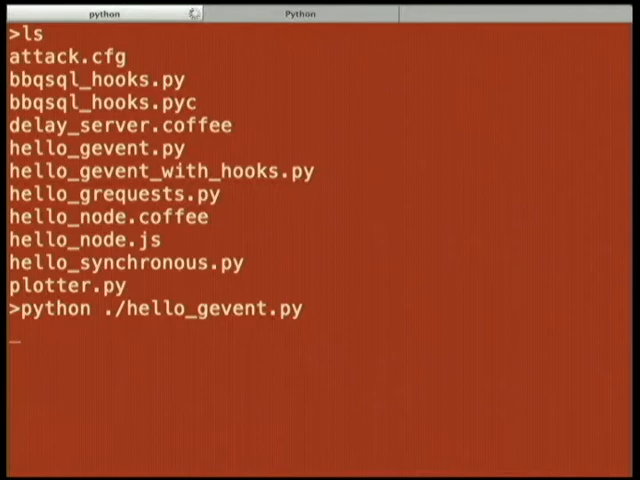 python
Python
>ls
attack.cfg
bbqsql_hooks.py
bbqsql_hooks.pyc
delay_server.coffee
hello_gevent.py
hello_gevent_with_hooks.py
hello_grequests.py
hello_node.coffee
hello_node.js
hello_synchronous.py
plotter.py
>python ./hello_gevent.py
_